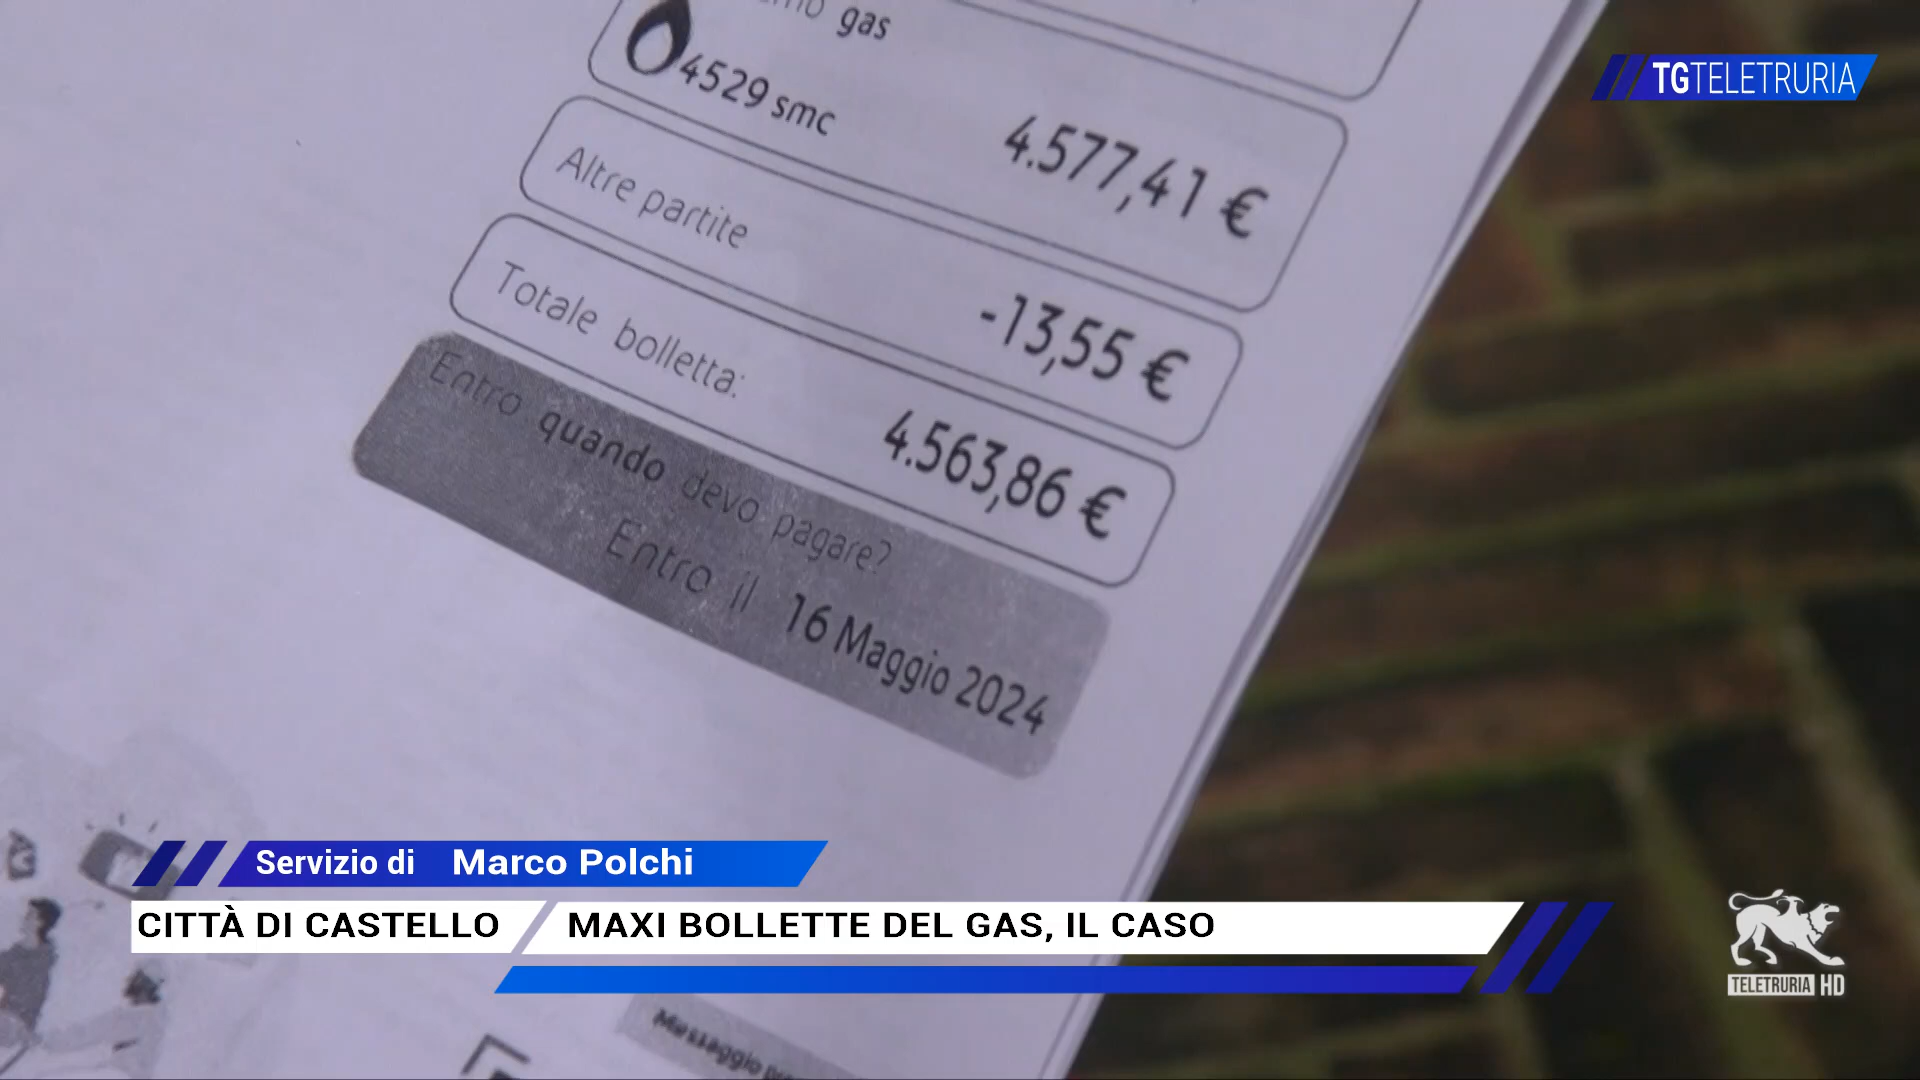 gas
4529 smc
4.577,41 €
Altre partite
-13,55 €
Totale bolletta:
4.563,86 €
Entro quando devo pagare?
Entro il 16 Maggio 2024
TGTELETRURIA
Servizio di Marco Polchi
CITTÀ DI CASTELLO MAXI BOLLETTE DEL GAS, IL CASO
TELETRURIA HD
Messaggio